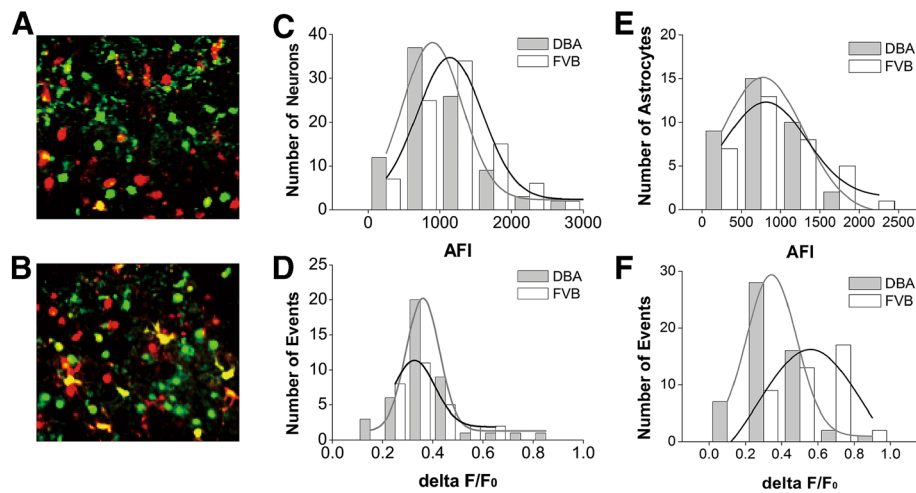 A
B
C
Number of Neurons
40
30
20
10
0
DBA
FVB
0
1000
2000
3000
AFI
D
Number of Events
25
20
15
10
5
0
DBA
FVB
0.0
0.2
0.4
0.6
0.8
1.0
delta F/F₀
E
Number of Astrocytes
20
15
10
5
0
DBA
FVB
0
500
1000
1500
2000
2500
AFI
F
Number of Events
30
20
10
0
DBA
FVB
0.0
0.2
0.4
0.6
0.8
1.0
delta F/F₀